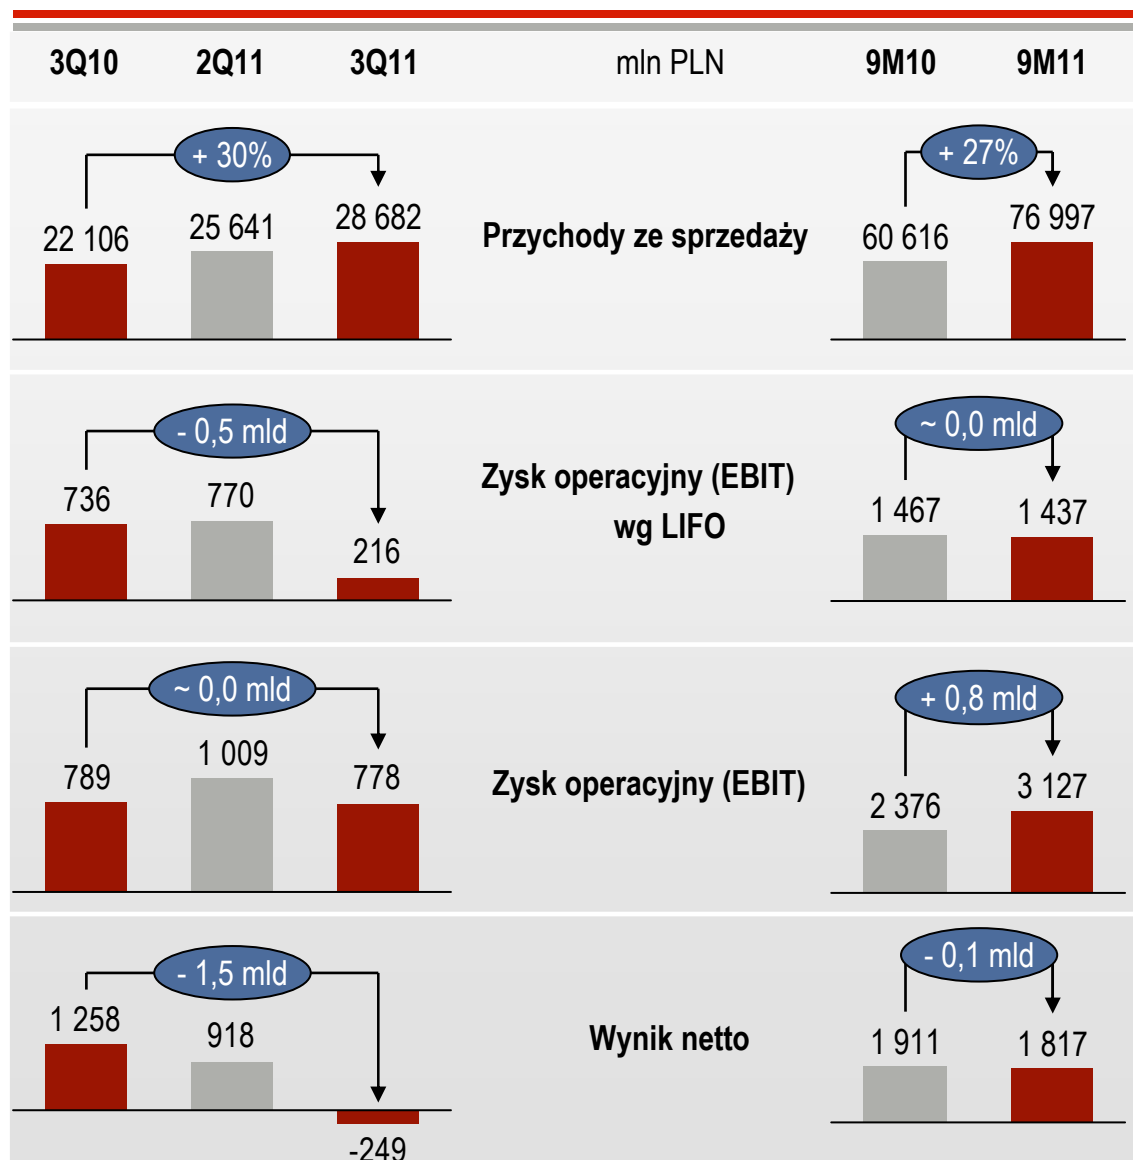 3Q10 2Q11 3Q11 mln PLN 9M10 9M11
+ 30% + 27%
22 106 25 641 28 682 Przychody ze sprzedaży 60 616 76 997
- 0,5 mld ~ 0,0 mld
736 770 216 Zysk operacyjny (EBIT) 1 467 1 437
wg LIFO
~ 0,0 mld + 0,8 mld
789 1 009 778 Zysk operacyjny (EBIT) 2 376 3 127
- 1,5 mld - 0,1 mld
1 258 918 Wynik netto 1 911 1 817
-249